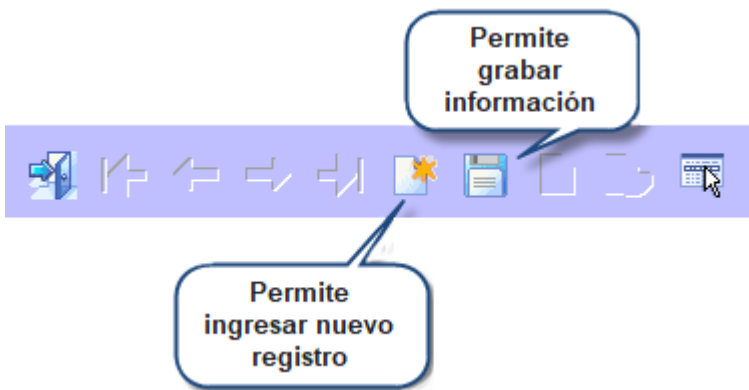 Permite
grabar
información
Permite
ingresar nuevo
registro